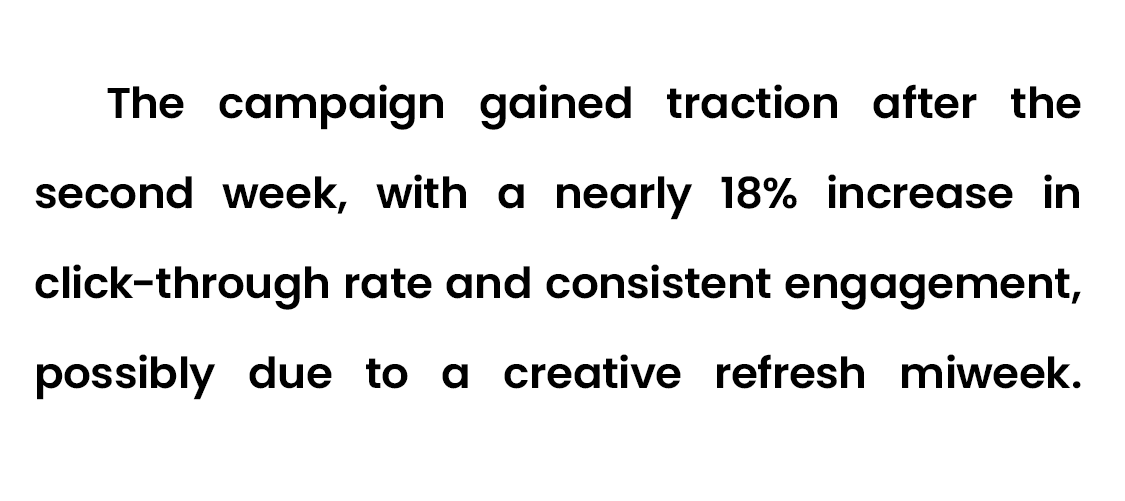 The campaign gained traction after the
second week, with a nearly 18% increase in
click-through rate and consistent engagement,
possibly due to a creative refresh miweek.